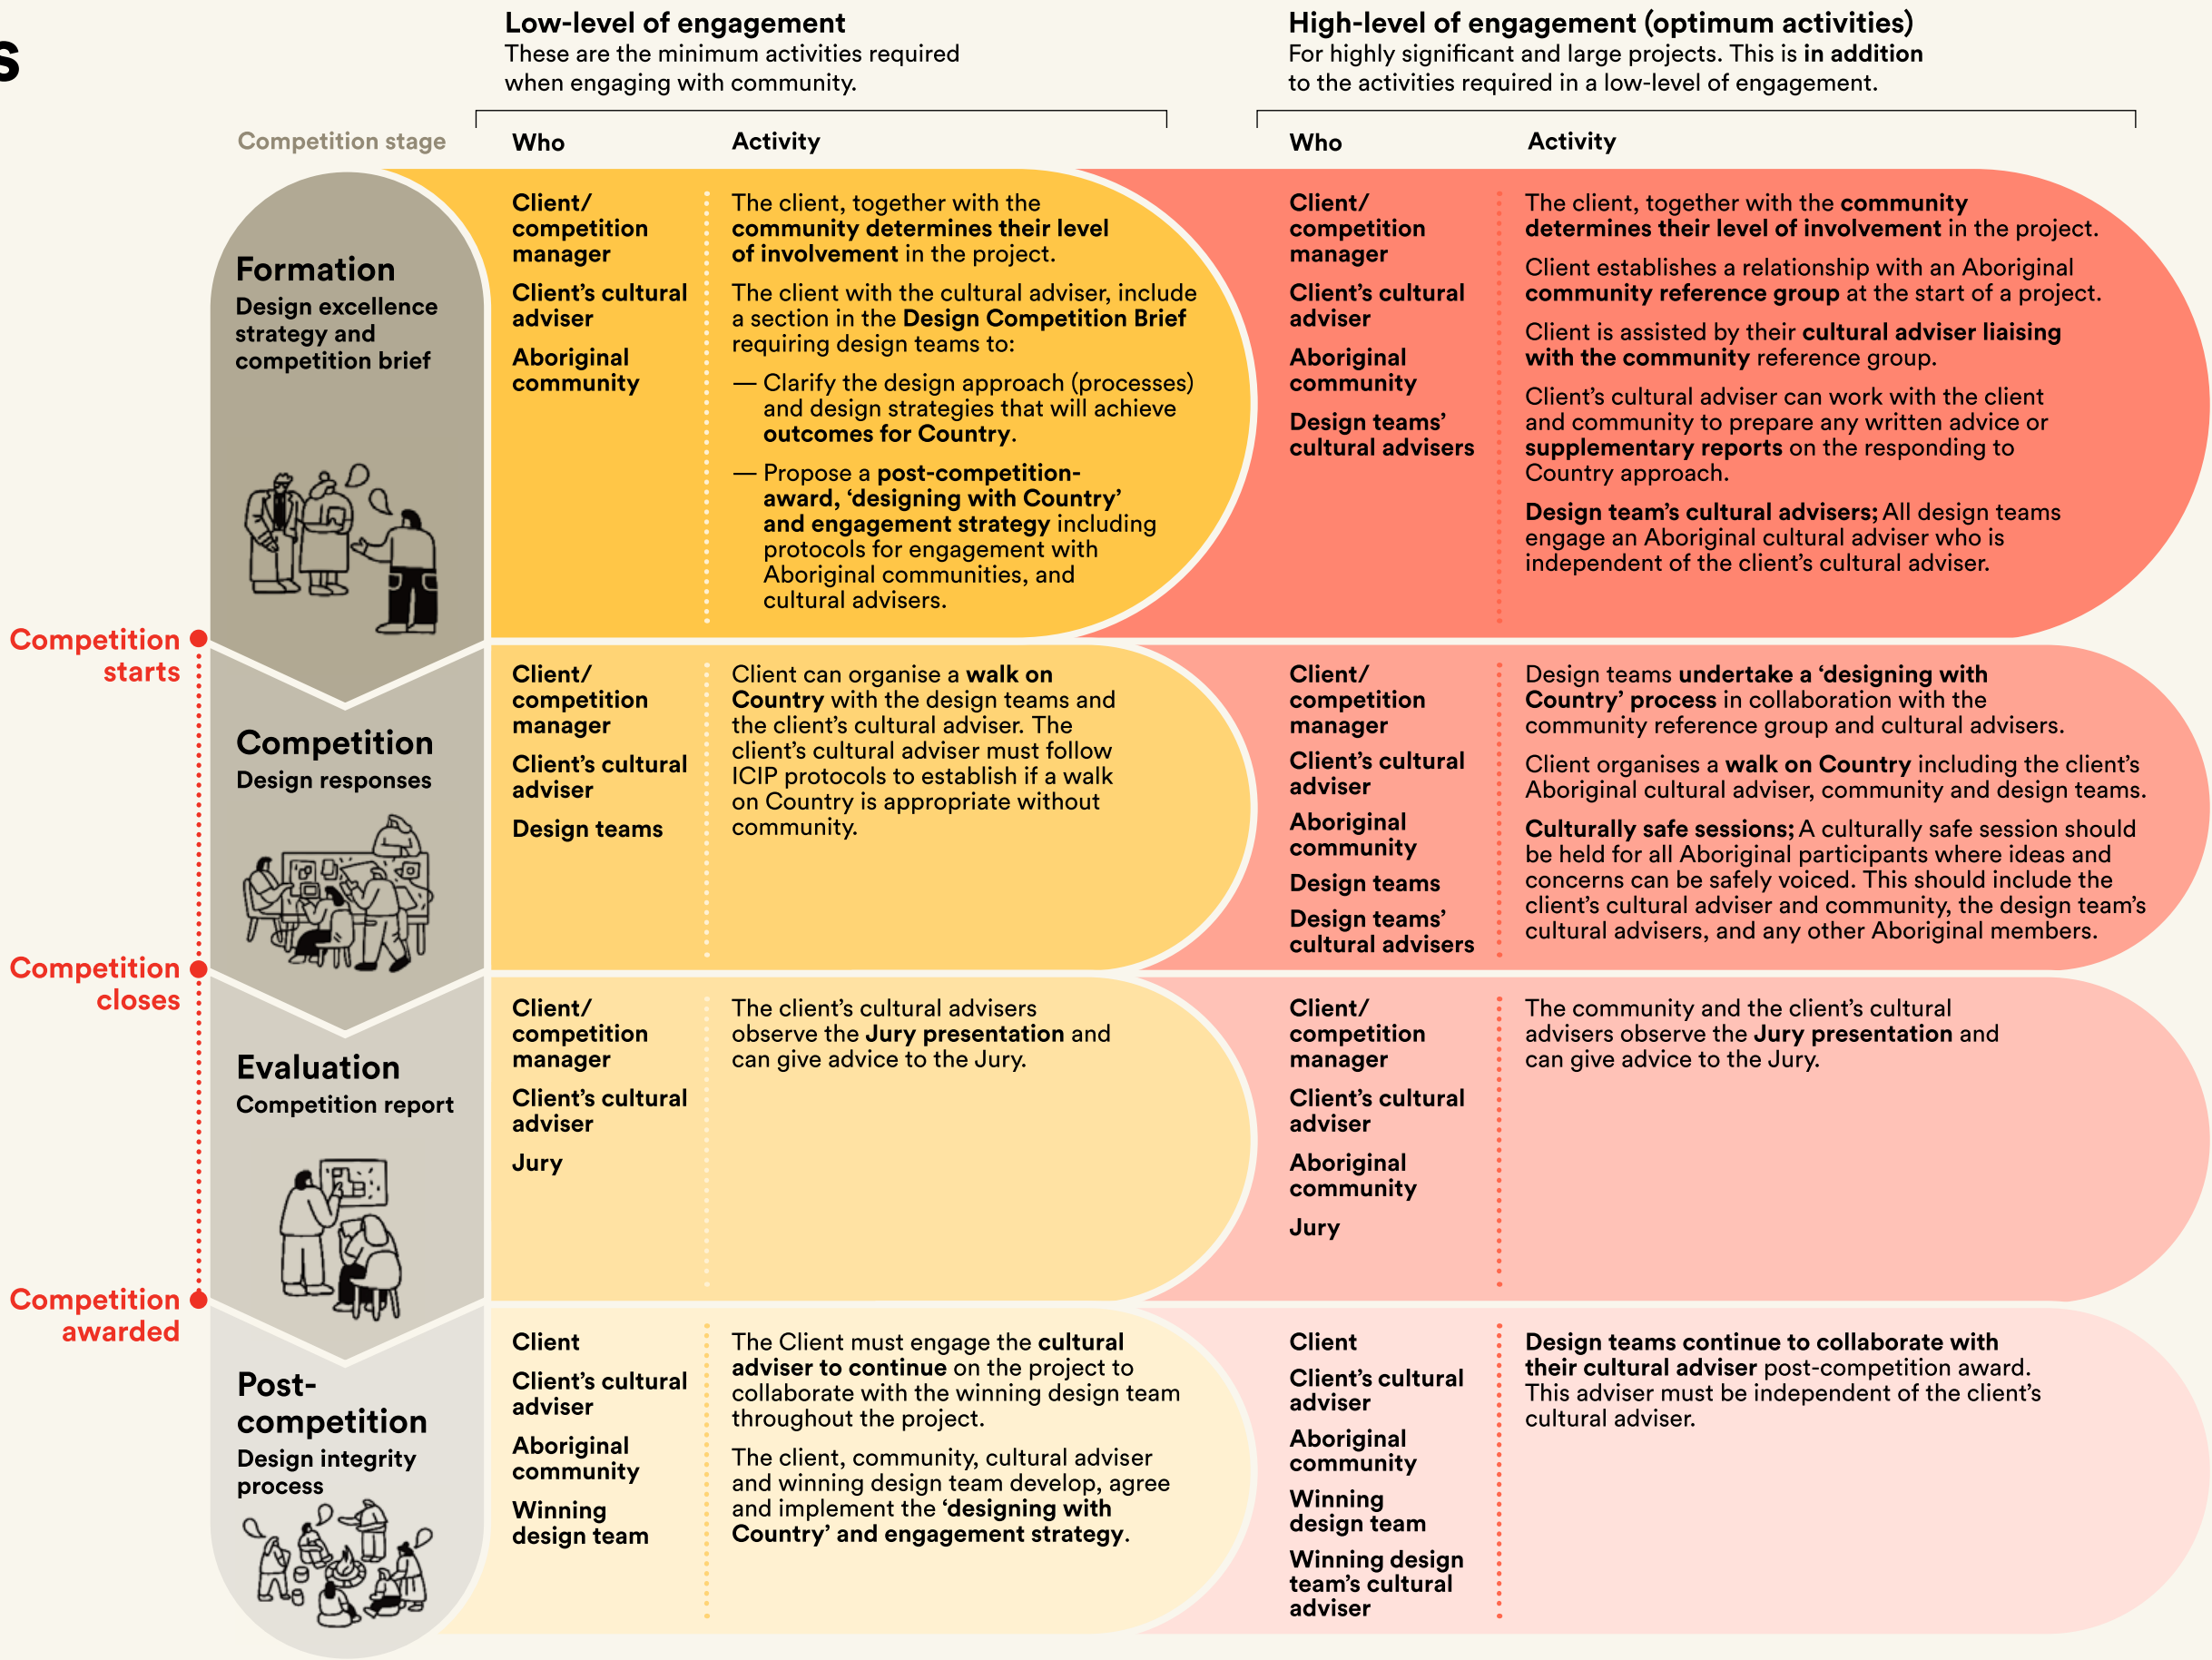 s
Low-level of engagement
These are the minimum activities required
when engaging with community.
High-level of engagement (optimum activities)
For highly significant and large projects. This is in addition
to the activities required in a low-level of engagement.
Competition stage
Who
Activity
Who
Activity
Formation
Design excellence
strategy and
competition brief
Client/
competition
manager
Client’s cultural
adviser
Aboriginal
community
The client, together with the
community determines their level
of involvement in the project.
The client with the cultural adviser, include
a section in the Design Competition Brief
requiring design teams to:
— Clarify the design approach (processes)
and design strategies that will achieve
outcomes for Country.
— Propose a post-competition-
award, ‘designing with Country’
and engagement strategy including
protocols for engagement with
Aboriginal communities, and
cultural advisers.
Client/
competition
manager
Client’s cultural
adviser
Aboriginal
community
Design teams’
cultural advisers
The client, together with the community
determines their level of involvement in the project.
Client establishes a relationship with an Aboriginal
community reference group at the start of a project.
Client is assisted by their cultural adviser liaising
with the community reference group.
Client’s cultural adviser can work with the client
and community to prepare any written advice or
supplementary reports on the responding to
Country approach.
Design team’s cultural advisers; All design teams
engage an Aboriginal cultural adviser who is
independent of the client’s cultural adviser.
Competition
starts
Competition
Design responses
Client/
competition
manager
Client’s cultural
adviser
Design teams
Client can organise a walk on
Country with the design teams and
the client’s cultural adviser. The
client’s cultural adviser must follow
ICIP protocols to establish if a walk
on Country is appropriate without
community.
Client/
competition
manager
Client’s cultural
adviser
Aboriginal
community
Design teams
Design teams’
cultural advisers
Design teams undertake a ‘designing with
Country’ process in collaboration with the
community reference group and cultural advisers.
Client organises a walk on Country including the client’s
Aboriginal cultural adviser, community and design teams.
Culturally safe sessions; A culturally safe session should
be held for all Aboriginal participants where ideas and
concerns can be safely voiced. This should include the
client’s cultural adviser and community, the design team’s
cultural advisers, and any other Aboriginal members.
Competition
closes
Evaluation
Competition report
Client/
competition
manager
Client’s cultural
adviser
Jury
The client’s cultural advisers
observe the Jury presentation and
can give advice to the Jury.
Client/
competition
manager
Client’s cultural
adviser
Aboriginal
community
Jury
The community and the client’s cultural
advisers observe the Jury presentation and
can give advice to the Jury.
Competition
awarded
Post-
competition
Design integrity
process
Client
Client’s cultural
adviser
Aboriginal
community
Winning
design team
The Client must engage the cultural
adviser to continue on the project to
collaborate with the winning design team
throughout the project.
The client, community, cultural adviser
and winning design team develop, agree
and implement the ‘designing with
Country’ and engagement strategy.
Client
Client’s cultural
adviser
Aboriginal
community
Winning
design team
Winning design
team’s cultural
adviser
Design teams continue to collaborate with
their cultural adviser post-competition award.
This adviser must be independent of the client’s
cultural adviser.